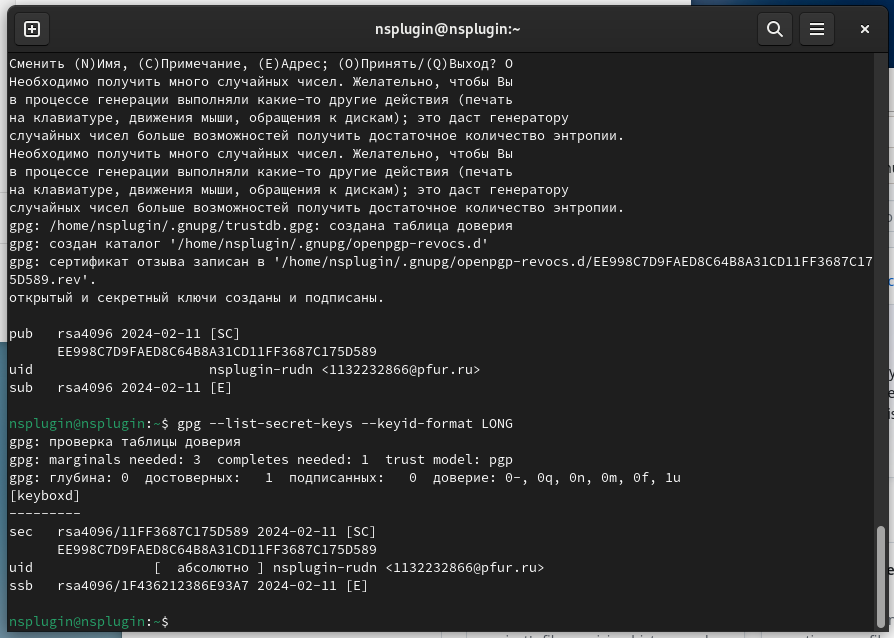 nsplugin@nsplugin:~
Сменить (N)Имя, (C)Примечание, (E)Адрес; (O)Принять/(Q)Выход? O
Необходимо получить много случайных чисел. Желательно, чтобы Вы
в процессе генерации выполняли какие-то другие действия (печать
на клавиатуре, движения мыши, обращения к дискам); это даст генератору
случайных чисел больше возможностей получить достаточное количество энтропии.
Необходимо получить много случайных чисел. Желательно, чтобы Вы
в процессе генерации выполняли какие-то другие действия (печать
на клавиатуре, движения мыши, обращения к дискам); это даст генератору
случайных чисел больше возможностей получить достаточное количество энтропии.
gpg: /home/nsplugin/.gnupg/trustdb.gpg: создана таблица доверия
gpg: создан каталог '/home/nsplugin/.gnupg/openpgp-revocs.d'
gpg: сертификат отзыва записан в '/home/nsplugin/.gnupg/openpgp-revocs.d/EE998C7D9FAED8C64B8A31CD11FF3687C17
5D589.rev'.
открытый и секретный ключи созданы и подписаны.
pub   rsa4096 2024-02-11 [SC]
      EE998C7D9FAED8C64B8A31CD11FF3687C175D589
uid                      nsplugin-rudn <1132232866@pfur.ru>
sub   rsa4096 2024-02-11 [E]
nsplugin@nsplugin:~$ gpg --list-secret-keys --keyid-format LONG
gpg: проверка таблицы доверия
gpg: marginals needed: 3  completes needed: 1  trust model: pgp
gpg: глубина: 0  достоверных:   1  подписанных:   0  доверие: 0-, 0q, 0n, 0m, 0f, 1u
[keyboxd]
---------
sec   rsa4096/11FF3687C175D589 2024-02-11 [SC]
      EE998C7D9FAED8C64B8A31CD11FF3687C175D589
uid               [  абсолютно ] nsplugin-rudn <1132232866@pfur.ru>
ssb   rsa4096/1F436212386E93A7 2024-02-11 [E]
nsplugin@nsplugin:~$